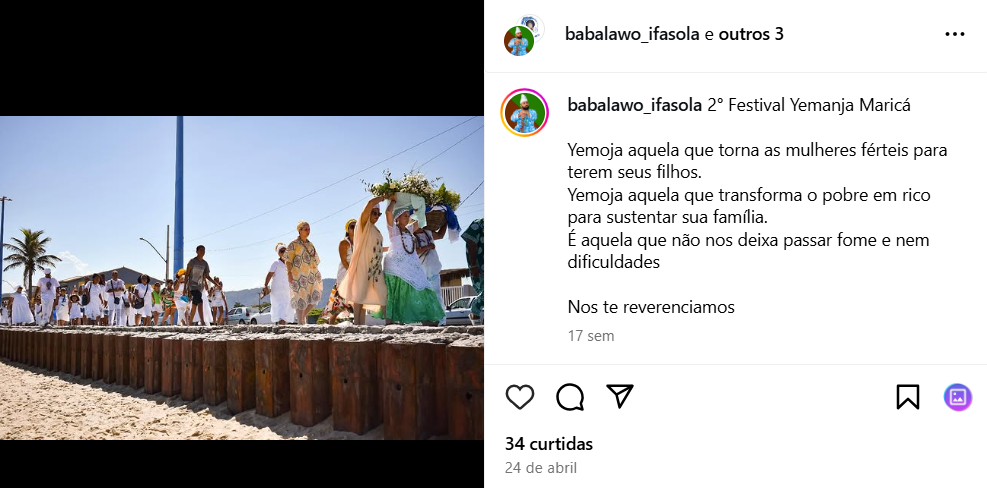 babalawo_ifasola e outros 3
babalawo_ifasola 2° Festival Yemanja Maricá
Yemoja aquela que torna as mulheres férteis para
terem seus filhos.
Yemoja aquela que transforma o pobre em rico
para sustentar sua família.
É aquela que não nos deixa passar fome e nem
dificuldades
Nos te reverenciamos
17 sem
34 curtidas
24 de abril